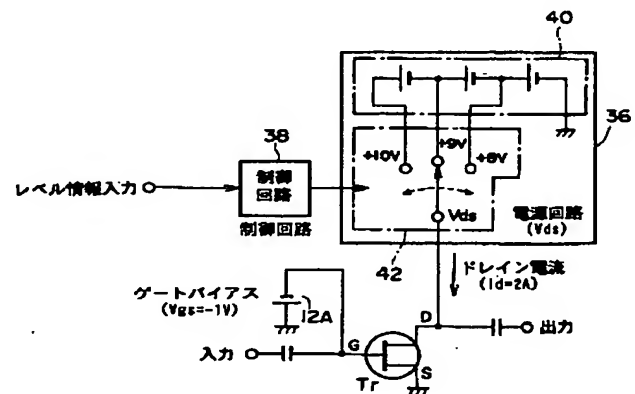 40
36
+10V
+9V
+8V
38
制御
回路
制御回路
レベル情報入力
Vds
電源回路
(Vds)
42
ゲートバイアス
(Vgs=-1V)
12A
ドレイン電流
(Id=2A)
D
出力
入力
G
S
Tr